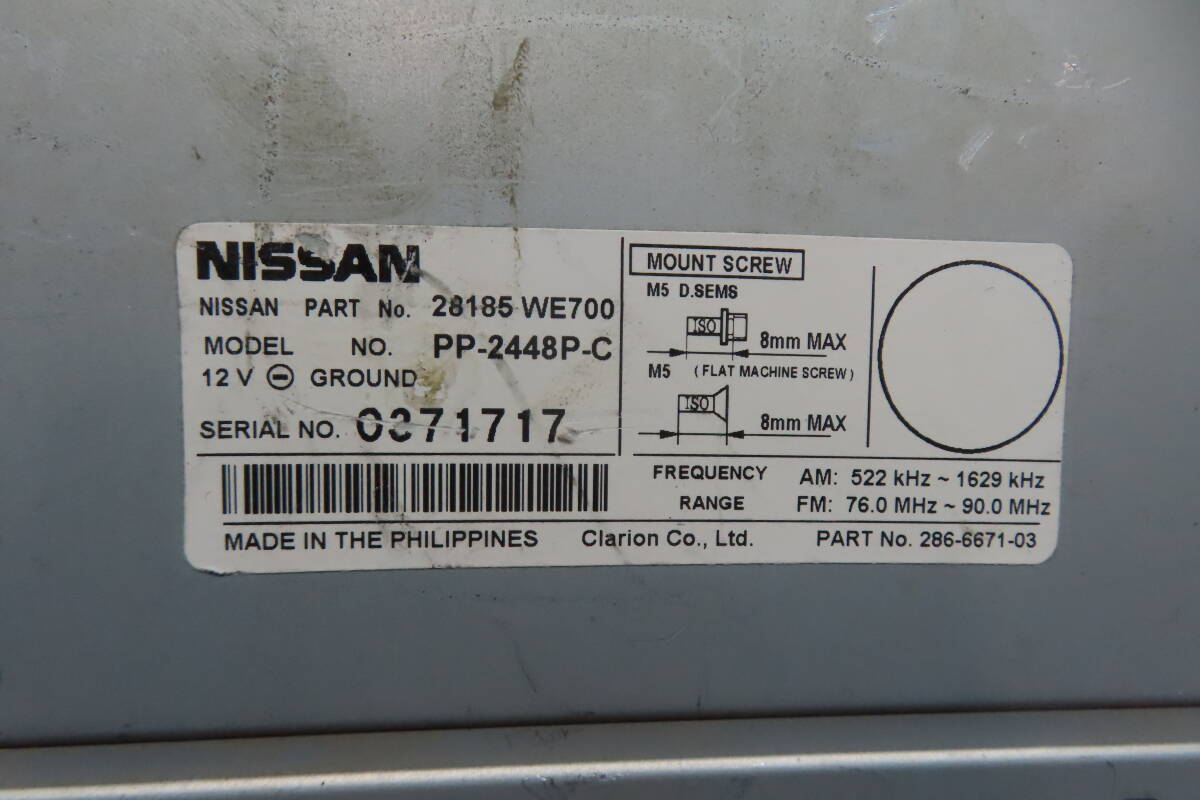 NISSAN
NISSAN PART No. 28185 WE700
MODEL NO. PP-2448P-C
12 V ⊖ GROUND
SERIAL NO. 0371717
MOUNT SCREW
M5 D.SEMS
ISO
8mm MAX
M5 (FLAT MACHINE SCREW)
ISO
8mm MAX
FREQUENCY RANGE
AM: 522 kHz ~ 1629 kHz
FM: 76.0 MHz ~ 90.0 MHz
MADE IN THE PHILIPPINES Clarion Co., Ltd. PART No. 286-6671-03